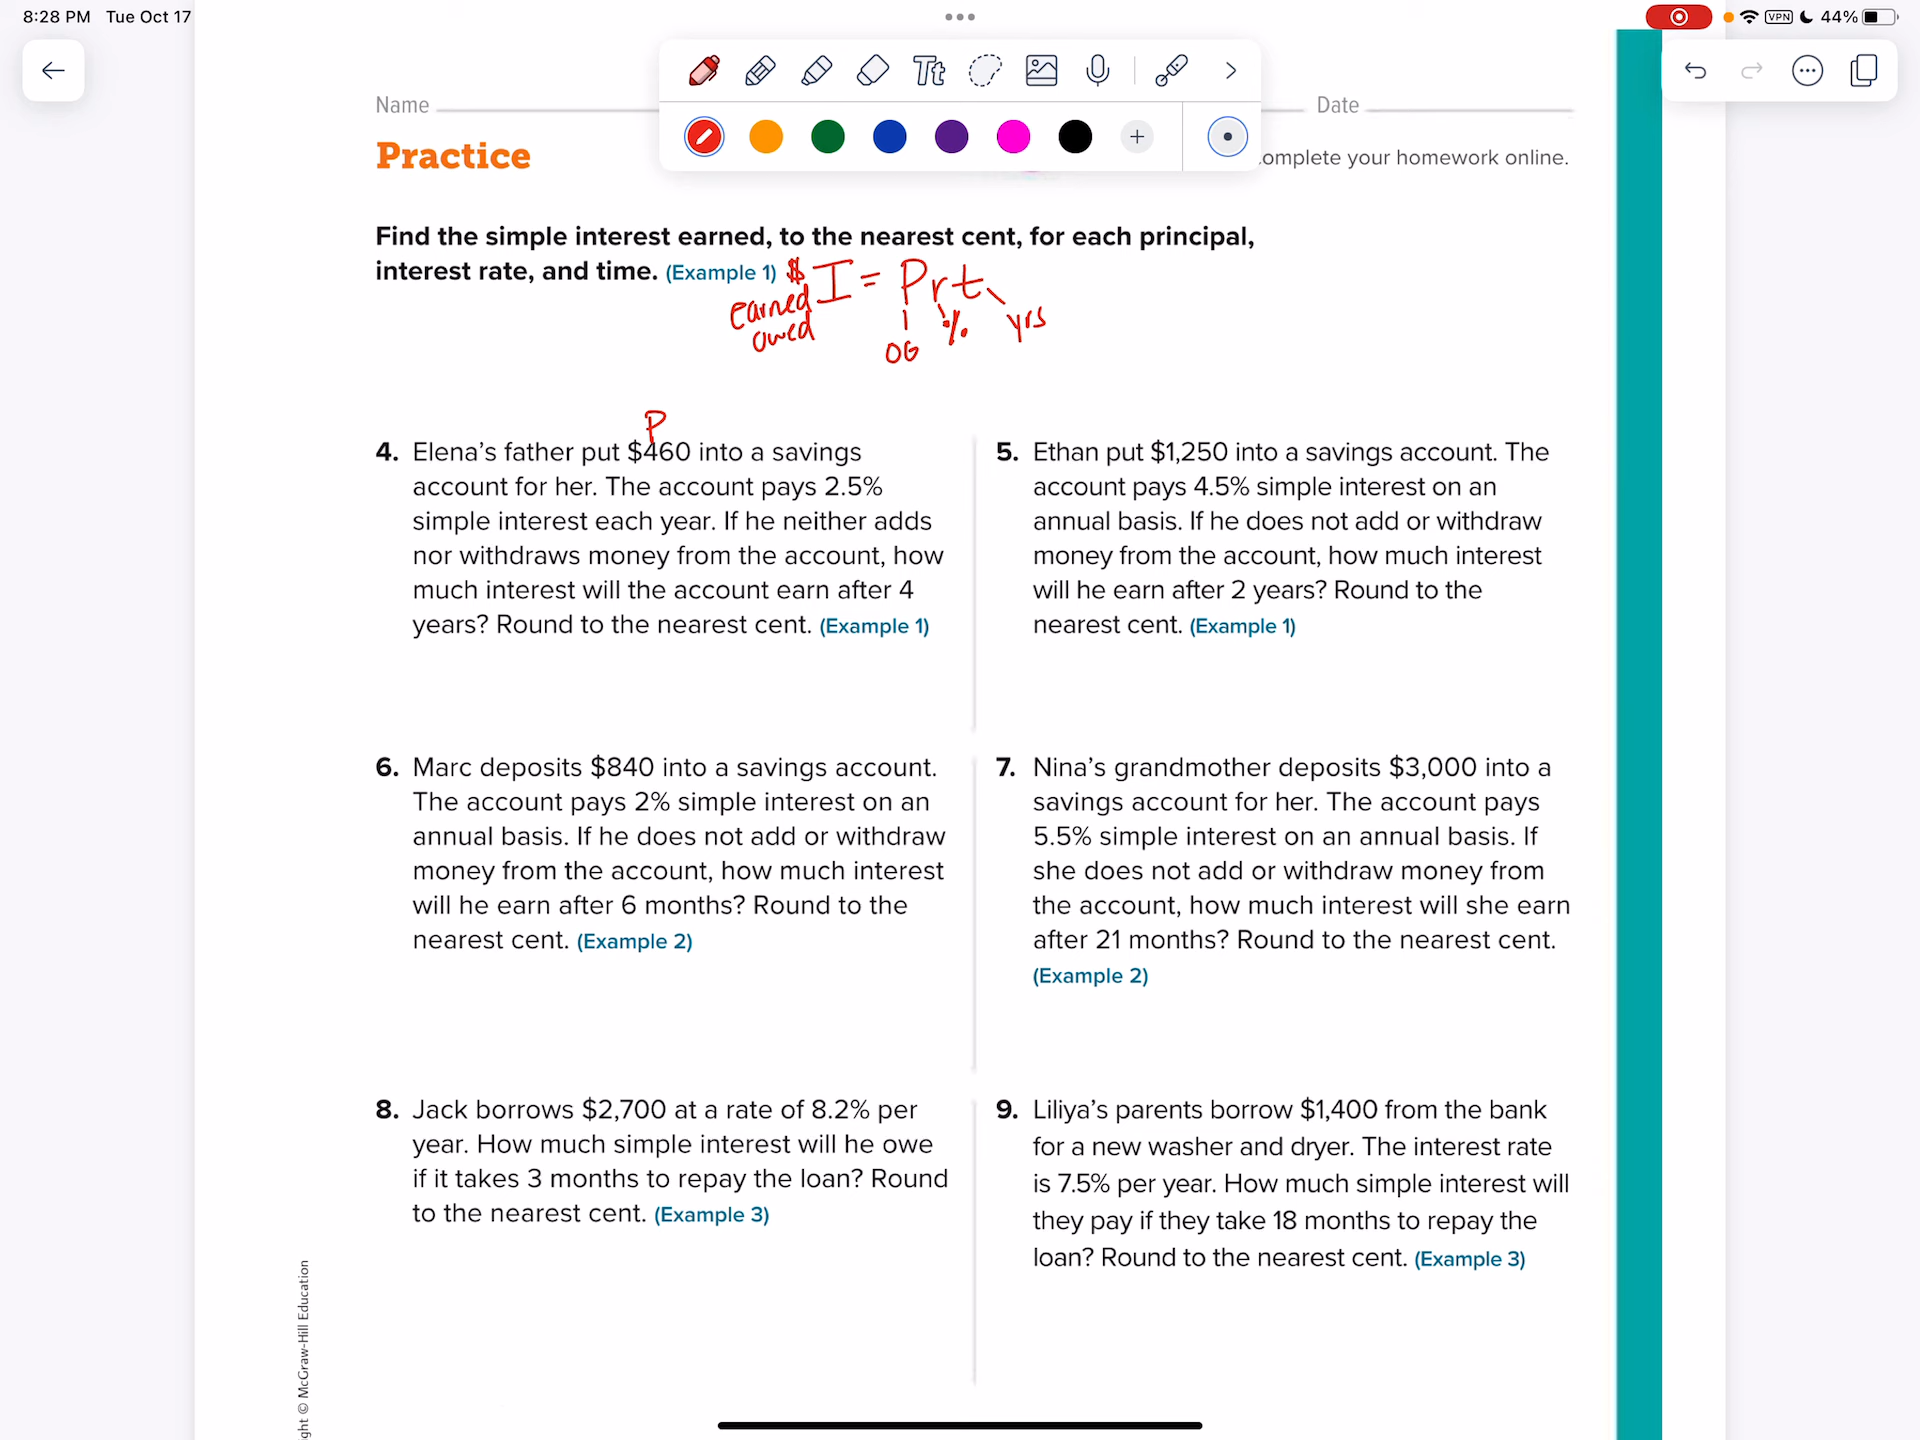 8:28 PM Tue Oct 17
VPN 44%
Tt
Name Date
Practice
omplete your homework online.
Find the simple interest earned, to the nearest cent, for each principal,
interest rate, and time. (Example 1)
$ I = Prt
earned
owed
OG % yrs
P
4. Elena's father put $460 into a savings
account for her. The account pays 2.5%
simple interest each year. If he neither adds
nor withdraws money from the account, how
much interest will the account earn after 4
years? Round to the nearest cent. (Example 1)
5. Ethan put $1,250 into a savings account. The
account pays 4.5% simple interest on an
annual basis. If he does not add or withdraw
money from the account, how much interest
will he earn after 2 years? Round to the
nearest cent. (Example 1)
6. Marc deposits $840 into a savings account.
The account pays 2% simple interest on an
annual basis. If he does not add or withdraw
money from the account, how much interest
will he earn after 6 months? Round to the
nearest cent. (Example 2)
7. Nina's grandmother deposits $3,000 into a
savings account for her. The account pays
5.5% simple interest on an annual basis. If
she does not add or withdraw money from
the account, how much interest will she earn
after 21 months? Round to the nearest cent.
(Example 2)
8. Jack borrows $2,700 at a rate of 8.2% per
year. How much simple interest will he owe
if it takes 3 months to repay the loan? Round
to the nearest cent. (Example 3)
9. Liliya's parents borrow $1,400 from the bank
for a new washer and dryer. The interest rate
is 7.5% per year. How much simple interest will
they pay if they take 18 months to repay the
loan? Round to the nearest cent. (Example 3)
ght © McGraw-Hill Education